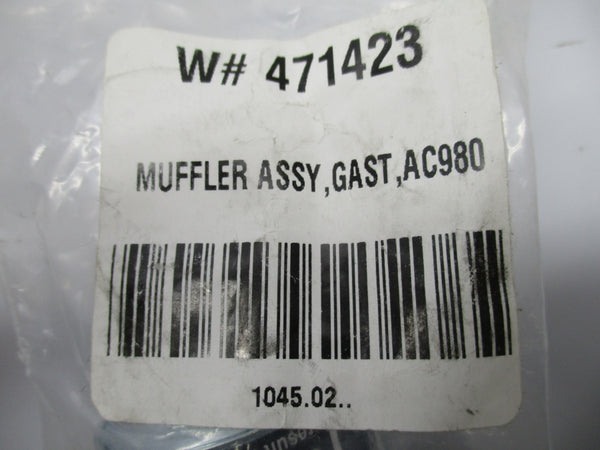 W# 471423
MUFFLER ASSY,GAST,AC980
1045.02..